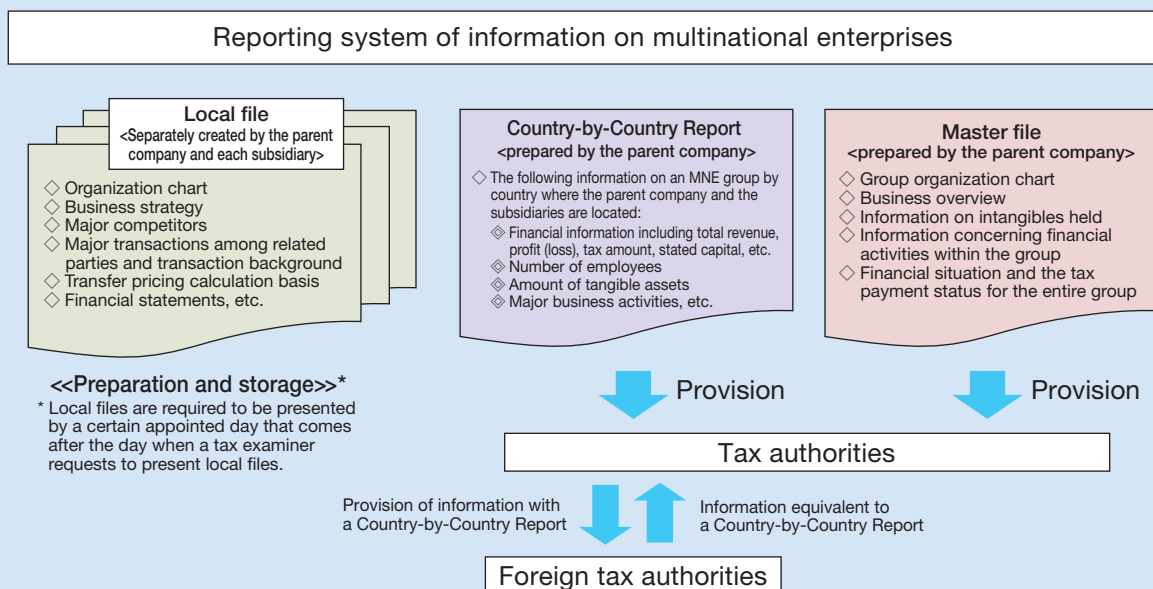 Reporting system of information on multinational enterprises
Local file
<Separately created by the parent
company and each subsidiary>
◇ Organization chart
◇ Business strategy
◇ Major competitors
◇ Major transactions among related
parties and transaction background
◇ Transfer pricing calculation basis
◇ Financial statements, etc.
<<Preparation and storage>>*
* Local files are required to be presented
by a certain appointed day that comes
after the day when a tax examiner
requests to present local files.
Country-by-Country Report
<prepared by the parent company>
◇ The following information on an MNE group by
country where the parent company and the
subsidiaries are located:
◈ Financial information including total revenue,
profit (loss), tax amount, stated capital, etc.
◈ Number of employees
◈ Amount of tangible assets
◈ Major business activities, etc.
Master file
<prepared by the parent company>
◇ Group organization chart
◇ Business overview
◇ Information on intangibles held
◇ Information concerning financial
activities within the group
◇ Financial situation and the tax
payment status for the entire group
Provision
Provision
Tax authorities
Provision of information with
a Country-by-Country Report
Information equivalent to
a Country-by-Country Report
Foreign tax authorities